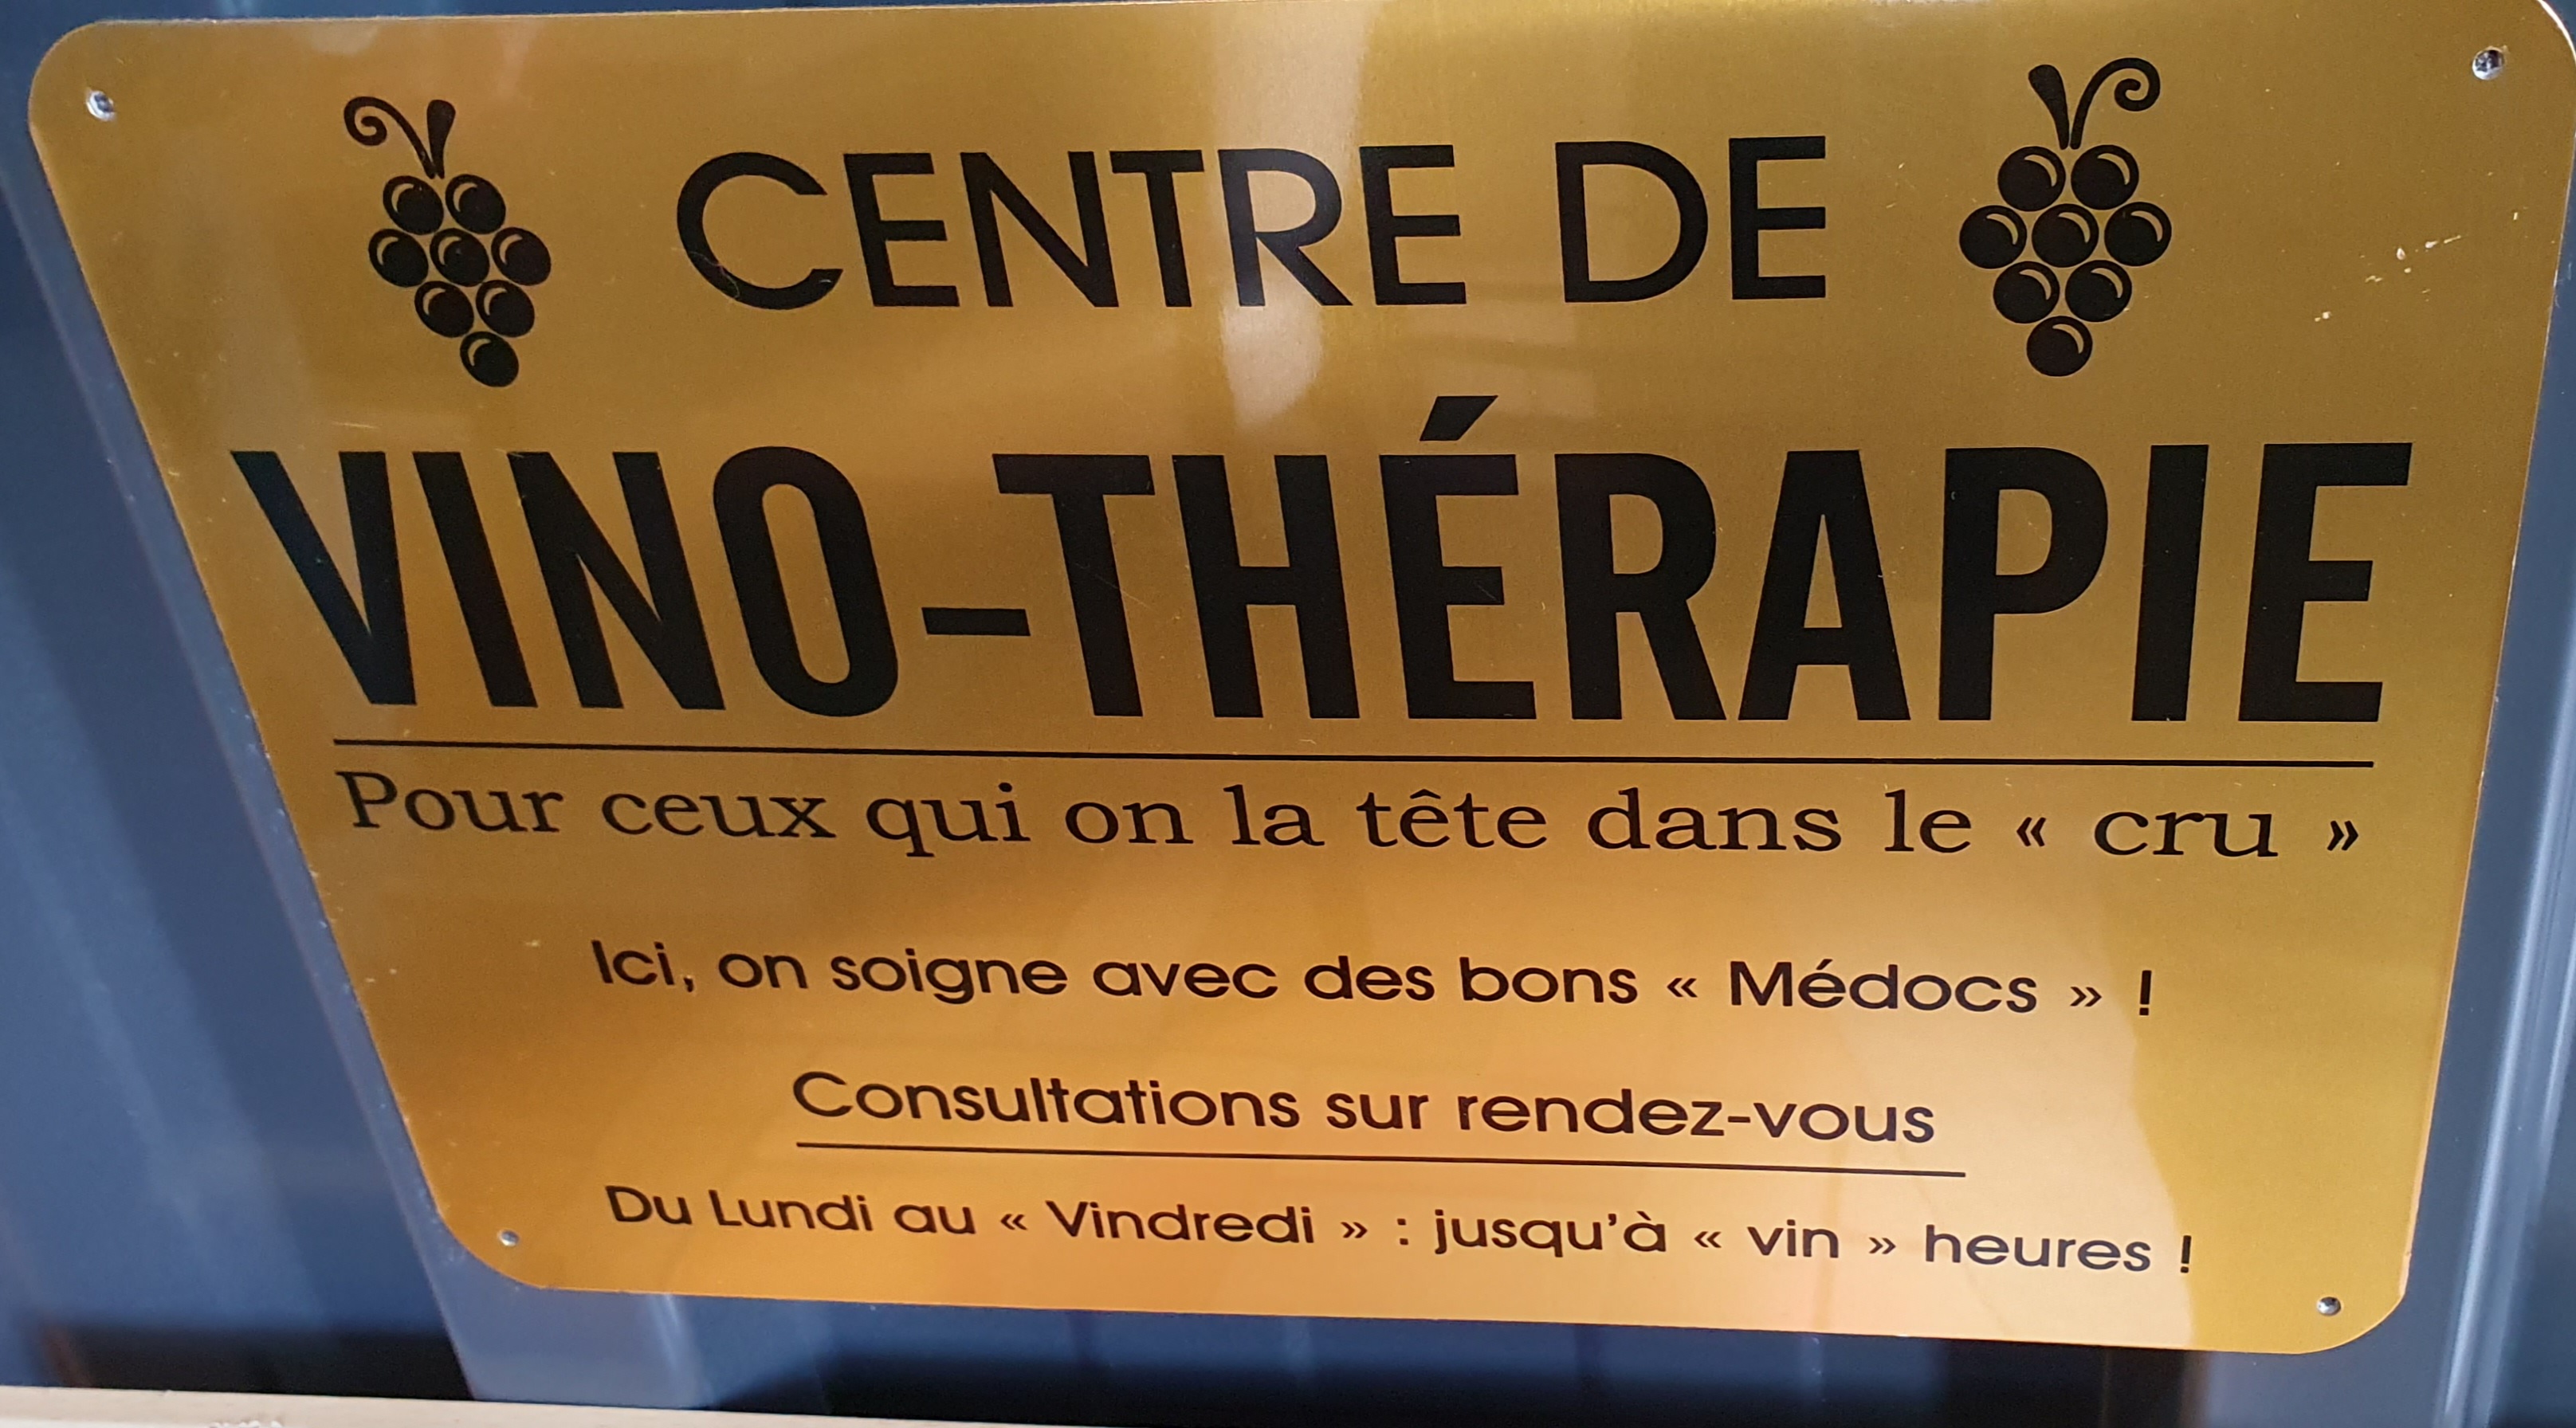 CENTRE DE
VINO-THÉRAPIE
Pour ceux qui on la tête dans le « cru »
Ici, on soigne avec des bons « Médocs » !
Consultations sur rendez-vous
Du Lundi au « Vindredi » : jusqu'à « vin » heures !